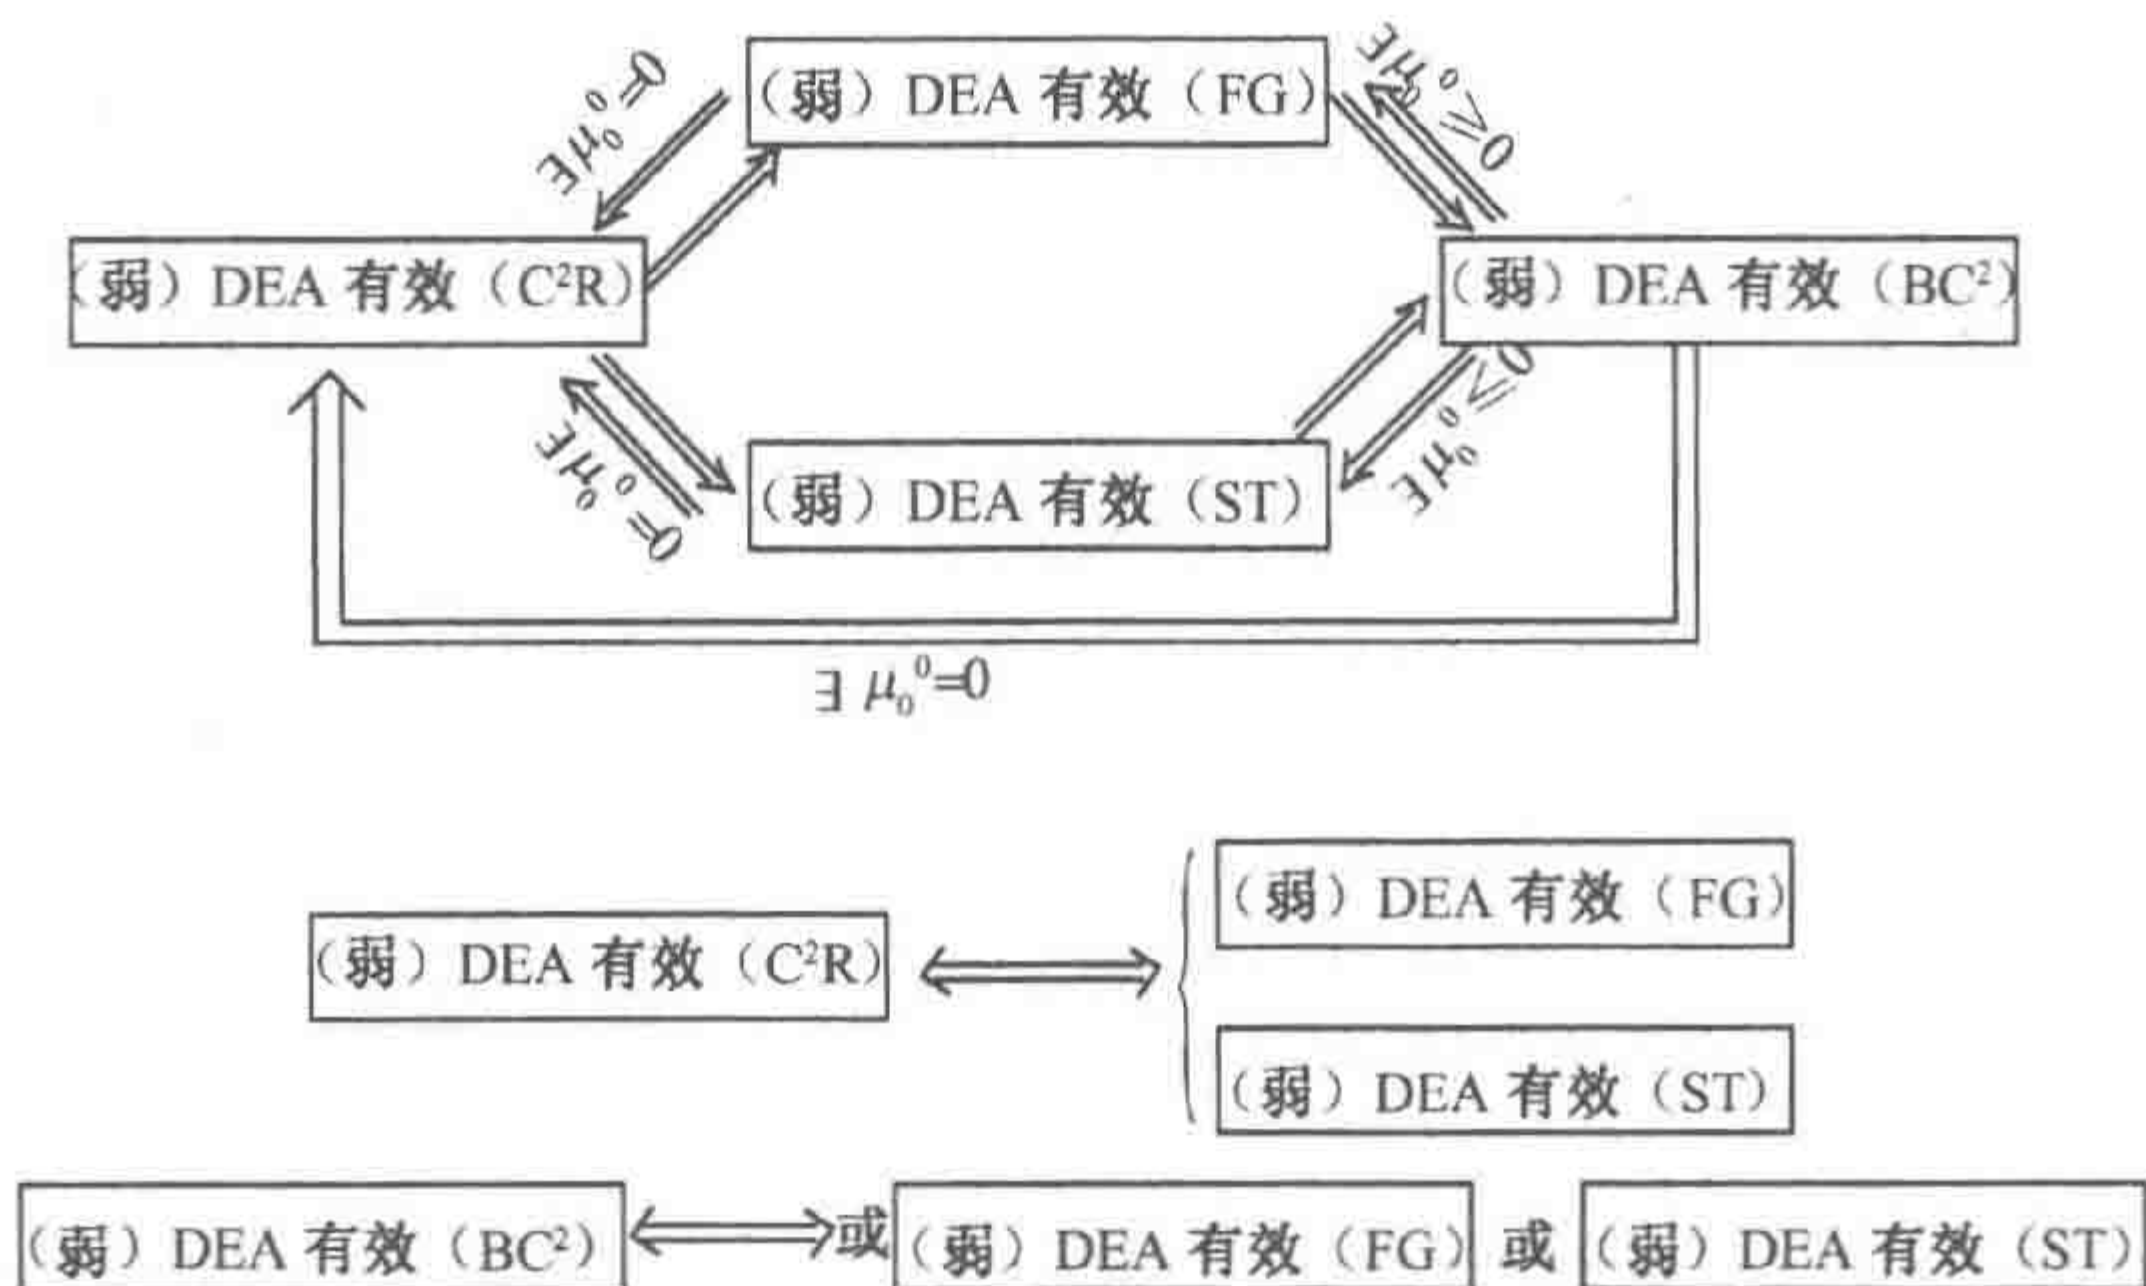 ∃μ₀⁰=0
(弱) DEA 有效 (FG)
∃μ₀⁰≥0
(弱) DEA 有效 (C²R)
(弱) DEA 有效 (BC²)
∃μ₀⁰=0
(弱) DEA 有效 (ST)
∃μ₀⁰≤0
∃ μ₀⁰=0
(弱) DEA 有效 (FG)
(弱) DEA 有效 (C²R)
(弱) DEA 有效 (ST)
(弱) DEA 有效 (BC²) ⟺ 或 (弱) DEA 有效 (FG) 或 (弱) DEA 有效 (ST)